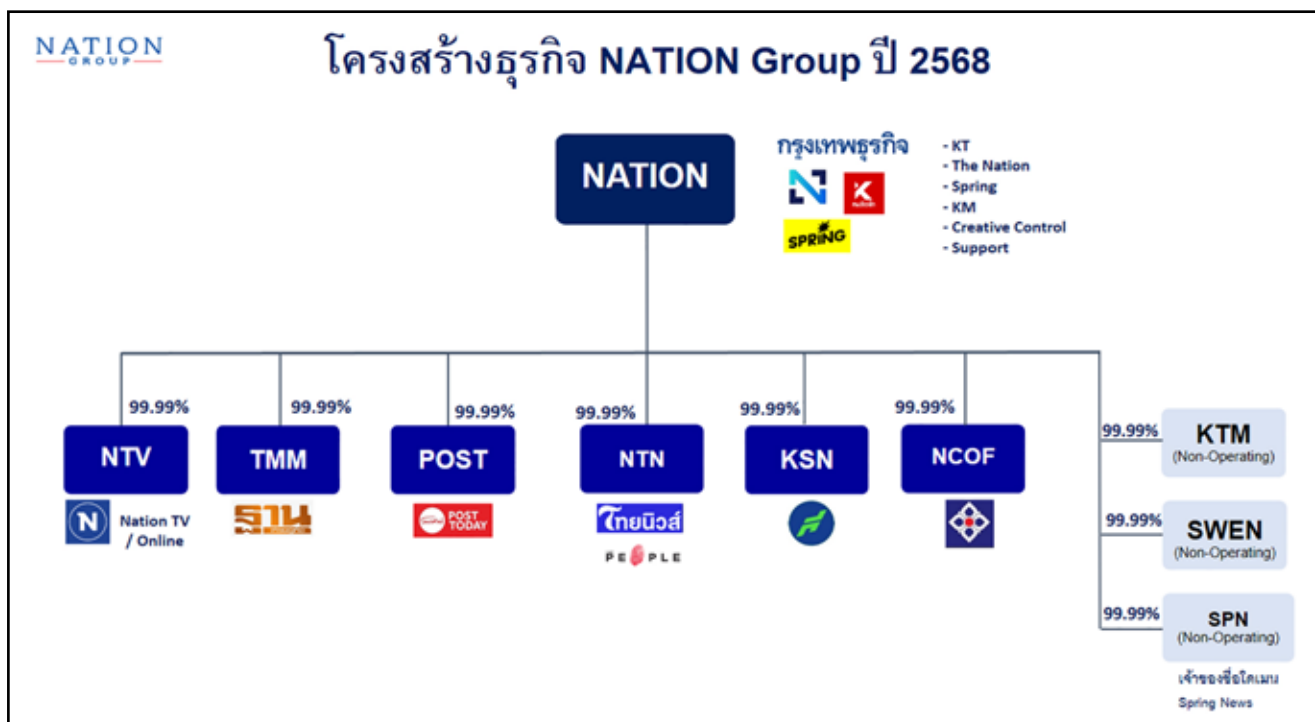 NATION
GROUP
โครงสร้างธุรกิจ NATION Group ปี 2568
NATION
กรุงเทพธุรกิจ
SPRiNG
- KT
- The Nation
- Spring
- KM
- Creative Control
- Support
99.99%
99.99%
99.99%
99.99%
99.99%
99.99%
NTV
TMM
POST
NTN
KSN
NCOF
N
Nation TV
/ Online
ฐาน
POST
TODAY
ไทยนิวส์
PEOPLE
99.99%
KTM
(Non-Operating)
99.99%
SWEN
(Non-Operating)
99.99%
SPN
(Non-Operating)
เจ้าของชื่อโดเมน
Spring News